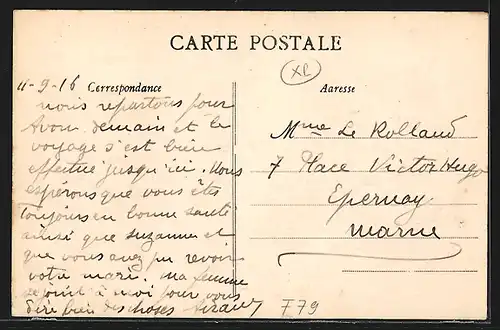 CARTE POSTALE
XR
11-9-16 Correspondance
nous repartons pour
Avon demain et le
voyage s'est bien
effectué jusqu'ici. Nous
espérons que vous êts
toujours en bonne santé
ainsi que Suzanne et
que vous avez pu revoir
votre mari. Ma femme
se joint à moi pour vous
dire bien des choses
Adresse
Mme Le Rolland
7 Place Victor Hugo
Epernay
Marne
F79